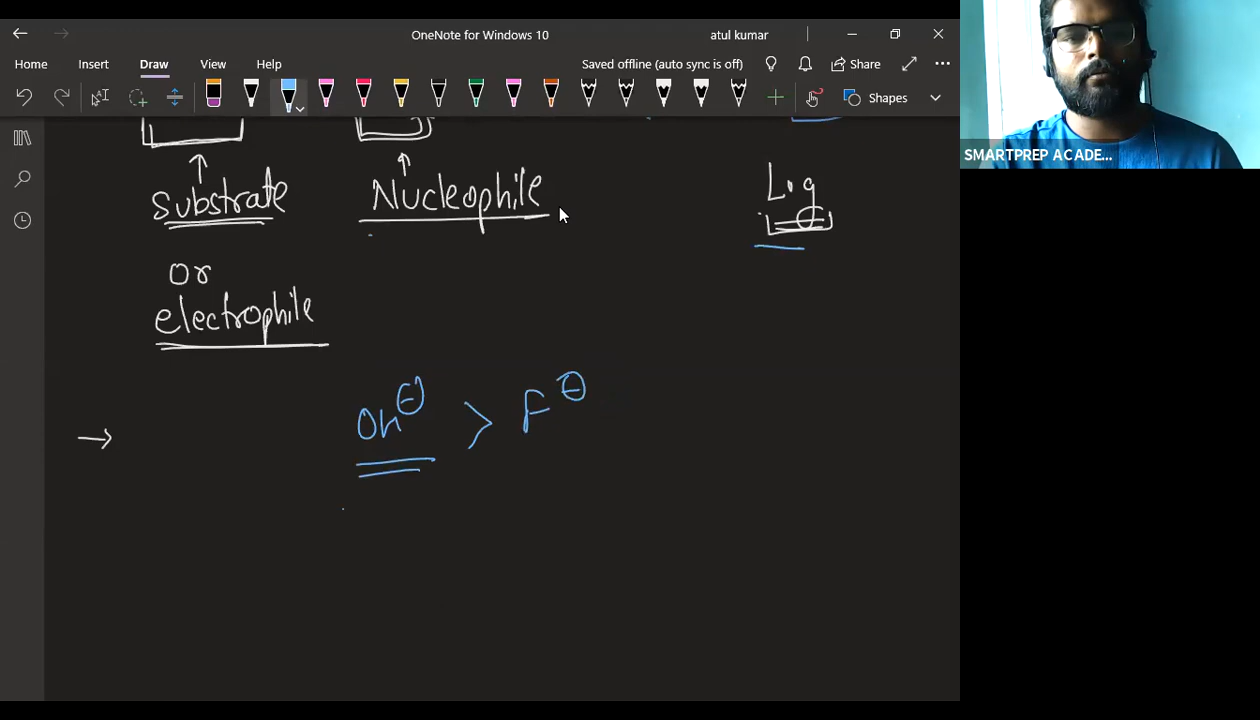 OneNote for Windows 10
atul kumar
Home Insert Draw View Help
Saved offline (auto sync is off)
Share
Shapes
SMARTPREP ACADE...
Substrate Nucleophile
L.g
Or
electrophile
→ OH⊖ > F⊖